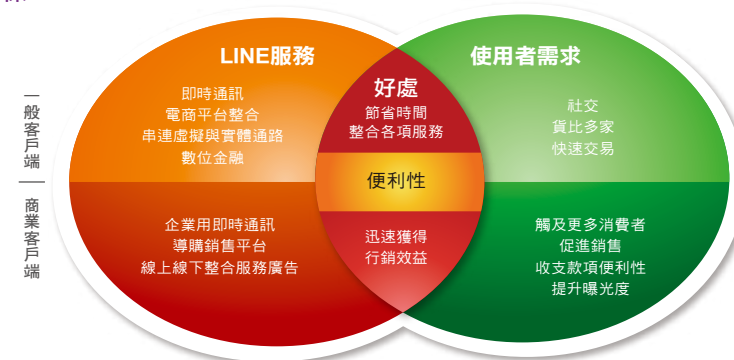 LINE服務
即時通訊
電商平台整合
串連虛擬與實體通路
數位金融
好處
節省時間
整合各項服務
使用者需求
社交
貨比多家
快速交易
一般客戶端
便利性
商業客戶端
企業用即時通訊
導購銷售平台
線上線下整合服務廣告
迅速獲得
行銷效益
觸及更多消費者
促進銷售
收支款項便利性
提升曝光度